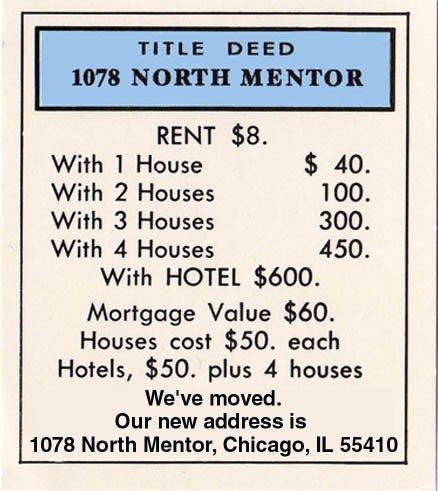 TITLE DEED
1078 NORTH MENTOR
RENT $8.
With 1 House $ 40.
With 2 Houses 100.
With 3 Houses 300.
With 4 Houses 450.
With HOTEL $600.
Mortgage Value $60.
Houses cost $50. each
Hotels, $50. plus 4 houses
We've moved.
Our new address is
1078 North Mentor, Chicago, IL 55410